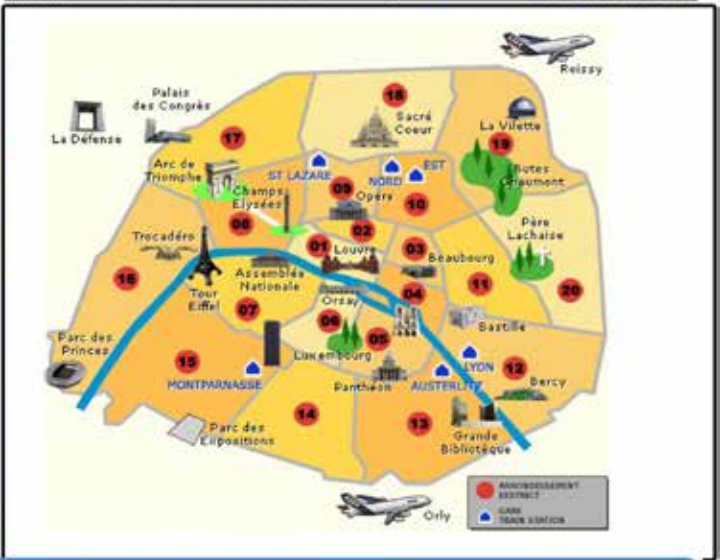 Roissy
Palais
des Congrès
La Défense
17
18
Sacré
Coeur
La Vilette
19
Butes
Chaumont
Arc de
Triomphe
ST LAZARE
NORD
EST
Champs
Elysées
09
Opéra
10
08
02
01
Louvre
03
Beaubourg
Père
Lachaise
Trocadéro
16
Tour
Eiffel
Assemblée
Nationale
07
Orsay
04
11
20
06
05
Bastille
Luxembourg
Panthéon
Parc des
Princes
15
MONTPARNASSE
LYON
AUSTERLITZ
12
Bercy
14
13
Grande
Bibliotèque
Parc des
Expositions
Orly
ARRONDISSEMENT
DISTRICT
GARE
TRAIN STATION